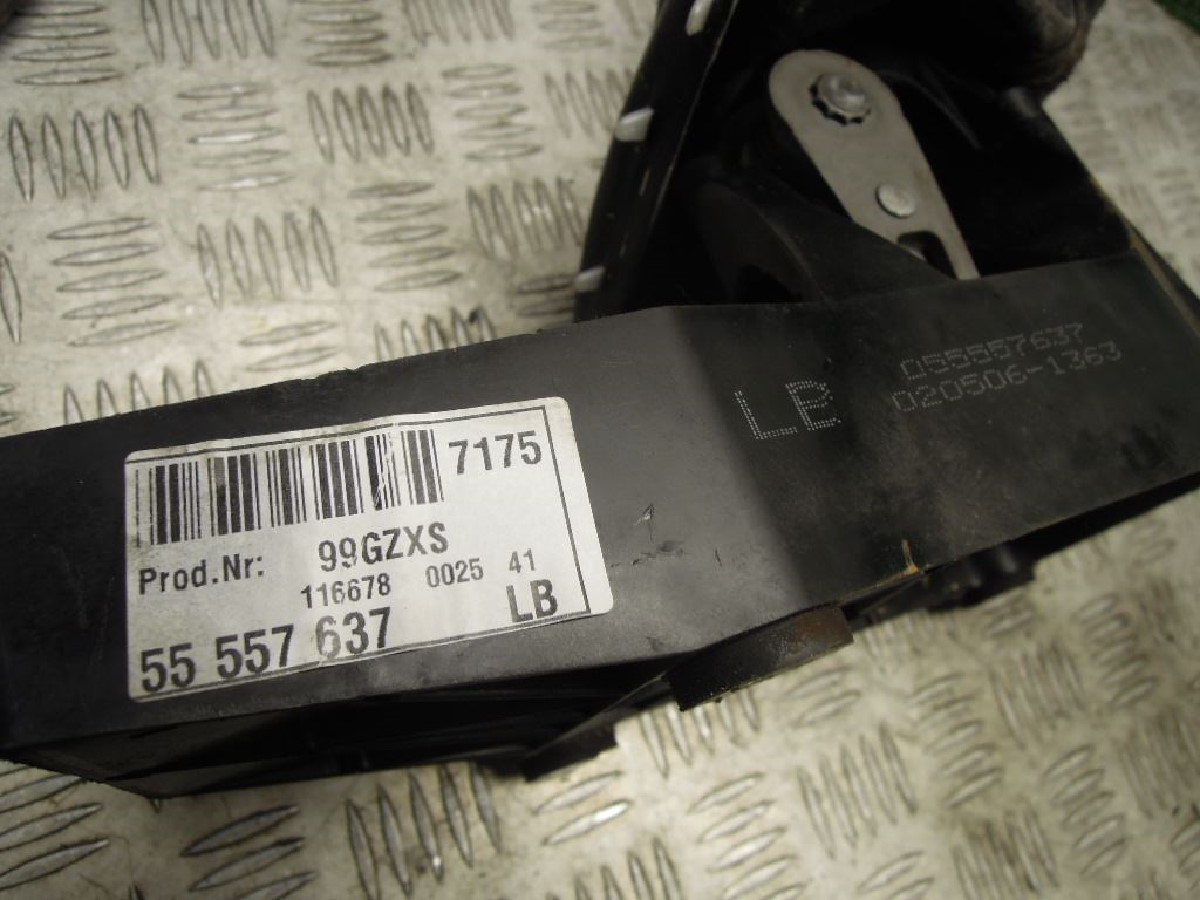 7175
Prod.Nr: 99GZXS
116678 0025 41
55 557 637 LB
LB 055557637
020506-1363